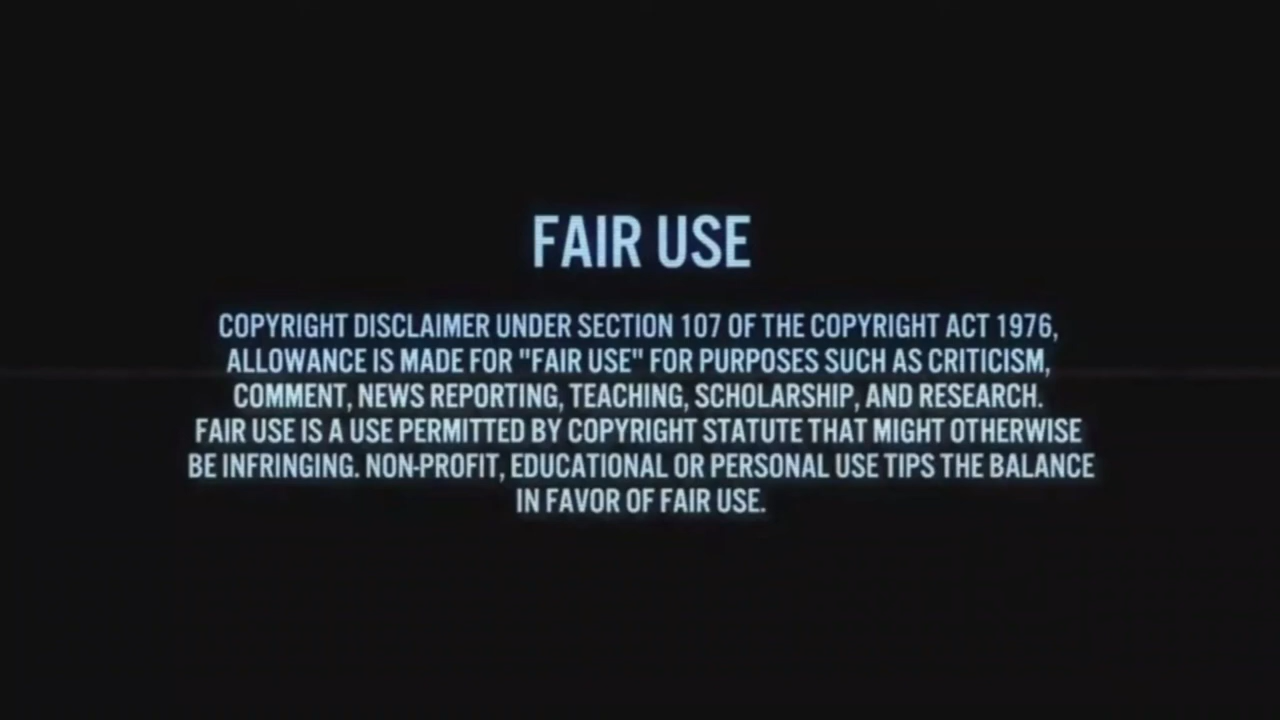 FAIR USE
COPYRIGHT DISCLAIMER UNDER SECTION 107 OF THE COPYRIGHT ACT 1976,
ALLOWANCE IS MADE FOR "FAIR USE" FOR PURPOSES SUCH AS CRITICISM,
COMMENT, NEWS REPORTING, TEACHING, SCHOLARSHIP, AND RESEARCH.
FAIR USE IS A USE PERMITTED BY COPYRIGHT STATUTE THAT MIGHT OTHERWISE
BE INFRINGING. NON-PROFIT, EDUCATIONAL OR PERSONAL USE TIPS THE BALANCE
IN FAVOR OF FAIR USE.